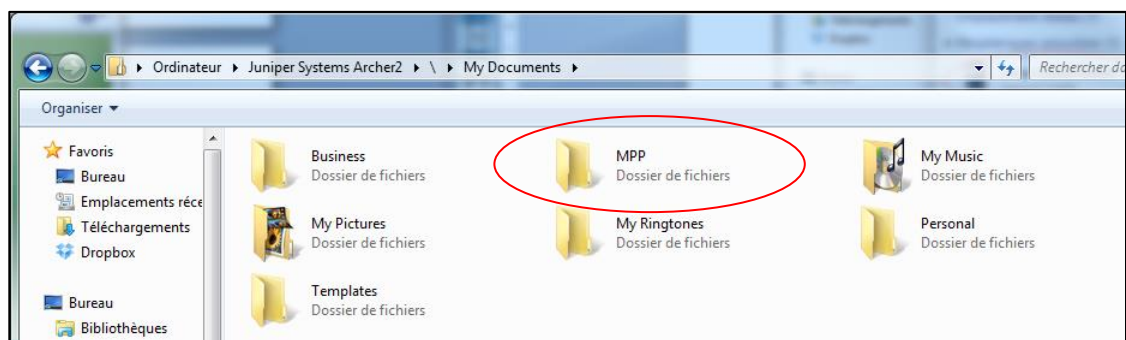 Ordinateur Juniper Systems Archer2 \ My Documents
Rechercher da
Organiser
Favoris
Bureau
Emplacements réce
Téléchargements
Dropbox
Bureau
Bibliothèques
Business
Dossier de fichiers
MPP
Dossier de fichiers
My Music
Dossier de fichiers
My Pictures
Dossier de fichiers
My Ringtones
Dossier de fichiers
Personal
Dossier de fichiers
Templates
Dossier de fichiers